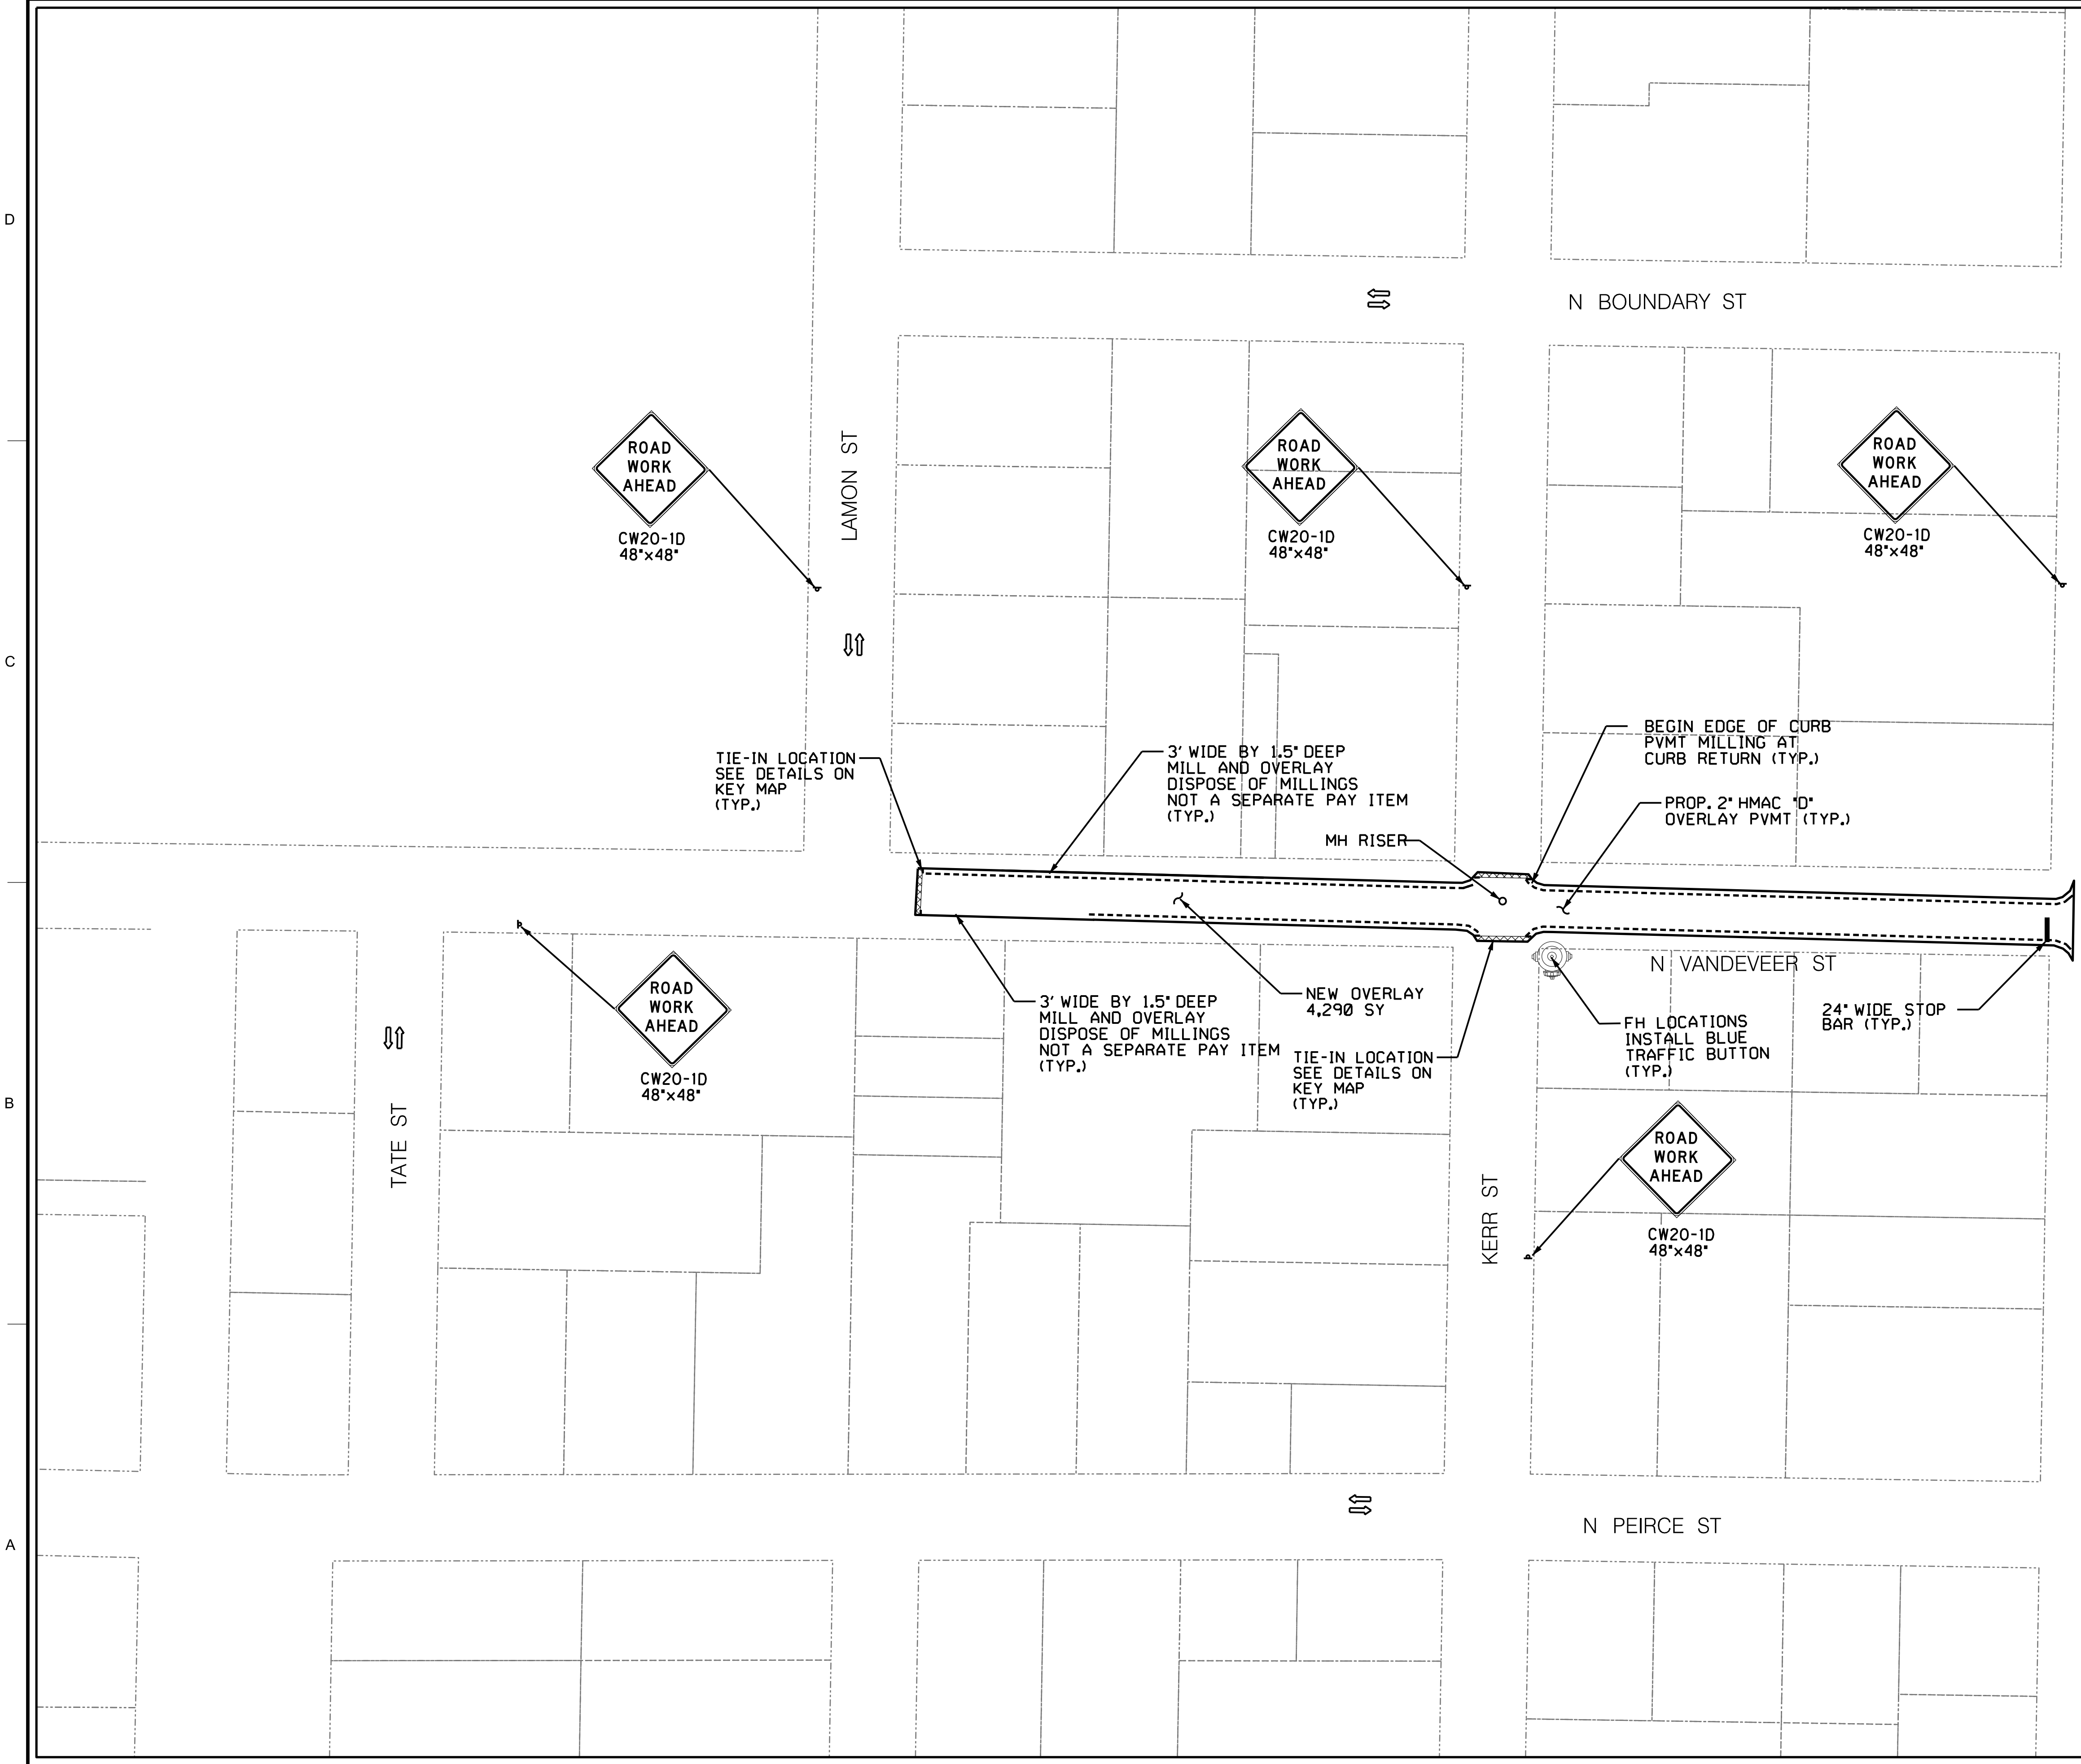 D
N BOUNDARY ST
ROAD
WORK
AHEAD
CW20-1D
48"x48"
LAMON ST
ROAD
WORK
AHEAD
CW20-1D
48"x48"
ROAD
WORK
AHEAD
CW20-1D
48"x48"
C
TIE-IN LOCATION
SEE DETAILS ON
KEY MAP
(TYP.)
3' WIDE BY 1.5" DEEP
MILL AND OVERLAY
DISPOSE OF MILLINGS
NOT A SEPARATE PAY ITEM
(TYP.)
MH RISER
BEGIN EDGE OF CURB
PVMT MILLING AT
CURB RETURN (TYP.)
PROP. 2" HMAC "D"
OVERLAY PVMT (TYP.)
N VANDEVEER ST
ROAD
WORK
AHEAD
CW20-1D
48"x48"
3' WIDE BY 1.5" DEEP
MILL AND OVERLAY
DISPOSE OF MILLINGS
NOT A SEPARATE PAY ITEM
(TYP.)
NEW OVERLAY
4,290 SY
TIE-IN LOCATION
SEE DETAILS ON
KEY MAP
(TYP.)
FH LOCATIONS
INSTALL BLUE
TRAFFIC BUTTON
(TYP.)
24" WIDE STOP
BAR (TYP.)
B
TATE ST
KERR ST
ROAD
WORK
AHEAD
CW20-1D
48"x48"
N PEIRCE ST
A